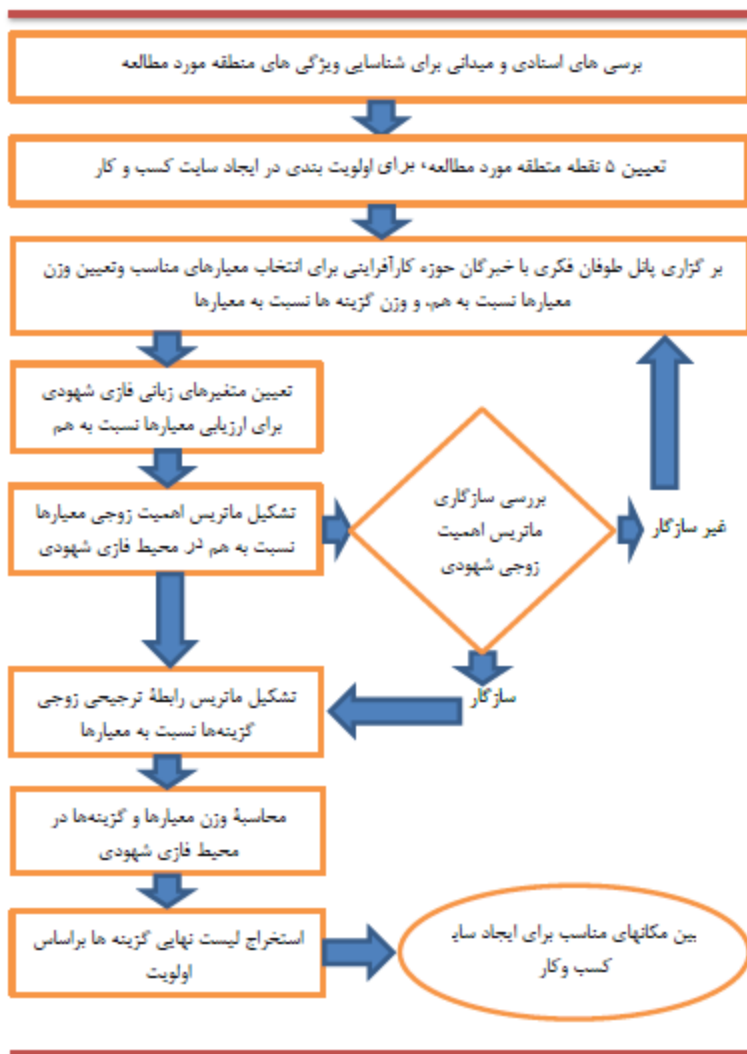 برسی های اسنادی و میدانی برای شناسایی ویژگی های منطقه مورد مطالعه
تعیین ۵ نقطه متطقه مورد مطالعه، برای اولویت بندی در ایجاد سایت کسب و کار
بر گزاری پانل طوفان فکری با خبرگان حوزه کارآفرینی برای انتخاب معیارهای مناسب وتعیین وزن
معیارها نسبت به هم، و وزن گزینه ها نسبت به معیارها
تعیین متغیرهای زبانی فازی شهودی
برای ارزیابی معیارها نسبت به هم
تشکیل ماتریس اهمیت زوجی معیارها
نسبت به هم در محیط فازی شهودی
بررسی سازگاری
ماتریس اهمیت
زوجی شهودی
غیر سازگار
سازگار
تشکیل ماتریس رابطۀ ترجیحی زوجی
گزینه‌ها نسبت به معیارها
محاسبۀ وزن معیارها و گزینه‌ها در
محیط فازی شهودی
استخراج لیست نهایی گزینه ها براساس
اولویت
بین مکانهای مناسب برای ایجاد سای
کسب وکار